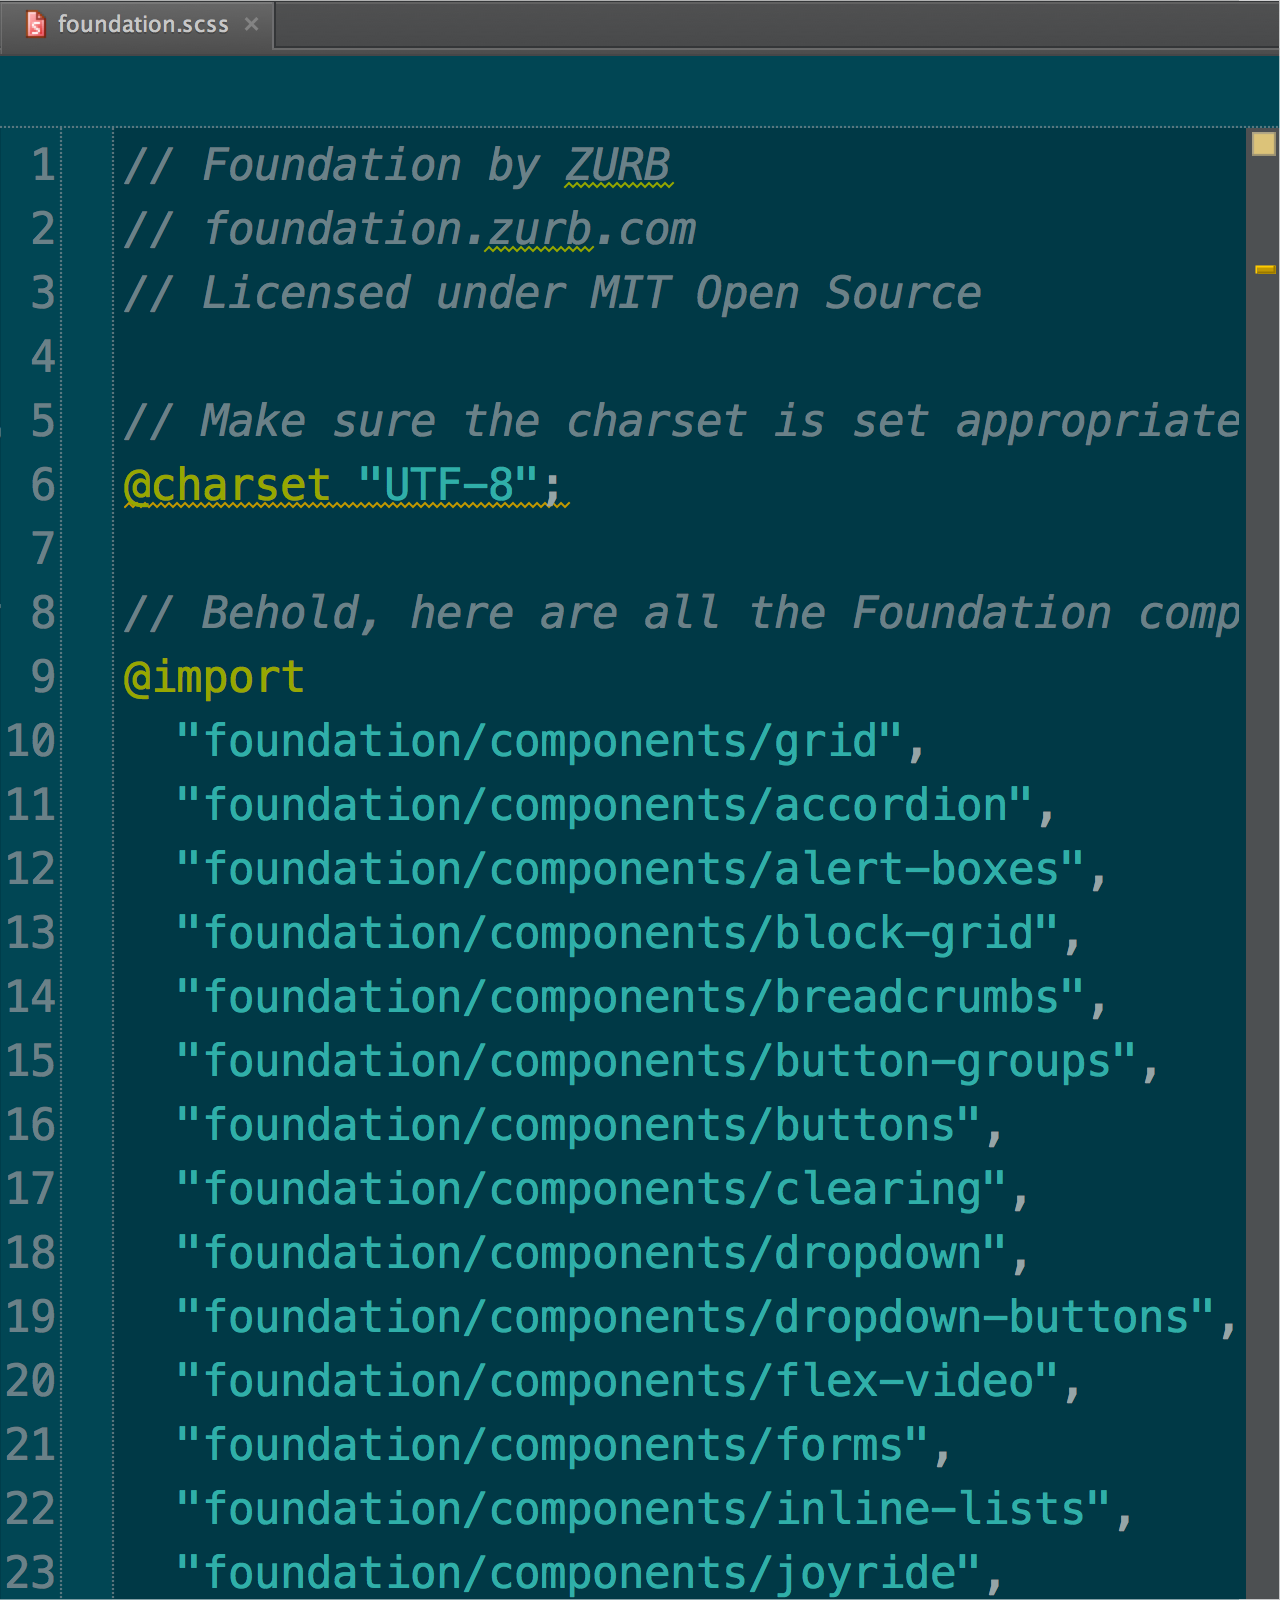 foundation.scss
1 // Foundation by ZURB
2 // foundation.zurb.com
3 // Licensed under MIT Open Source
4
5 // Make sure the charset is set appropriate
6 @charset "UTF-8";
7
8 // Behold, here are all the Foundation comp
9 @import
10 "foundation/components/grid",
11 "foundation/components/accordion",
12 "foundation/components/alert-boxes",
13 "foundation/components/block-grid",
14 "foundation/components/breadcrumbs",
15 "foundation/components/button-groups",
16 "foundation/components/buttons",
17 "foundation/components/clearing",
18 "foundation/components/dropdown",
19 "foundation/components/dropdown-buttons",
20 "foundation/components/flex-video",
21 "foundation/components/forms",
22 "foundation/components/inline-lists",
23 "foundation/components/joyride",